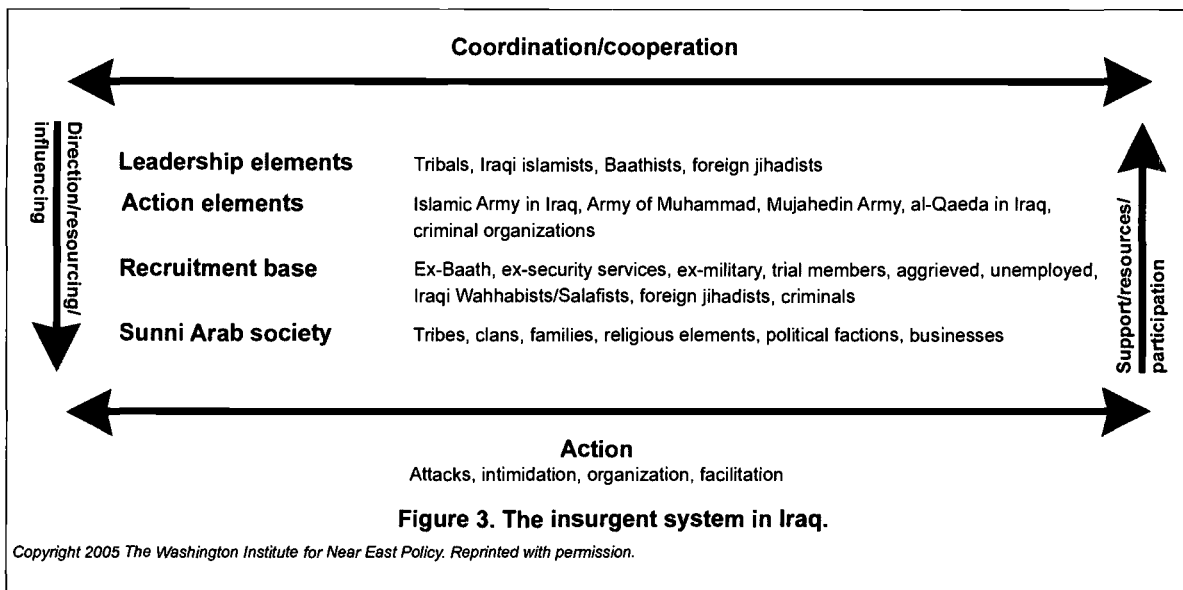 Coordination/cooperation
Direction/resourcing/
influencing
Leadership elements Tribals, Iraqi islamists, Baathists, foreign jihadists
Action elements Islamic Army in Iraq, Army of Muhammad, Mujahedin Army, al-Qaeda in Iraq,
criminal organizations
Recruitment base Ex-Baath, ex-security services, ex-military, trial members, aggrieved, unemployed,
Iraqi Wahhabists/Salafists, foreign jihadists, criminals
Sunni Arab society Tribes, clans, families, religious elements, political factions, businesses
Support/resources/
participation
Action
Attacks, intimidation, organization, facilitation
Figure 3. The insurgent system in Iraq.
Copyright 2005 The Washington Institute for Near East Policy. Reprinted with permission.